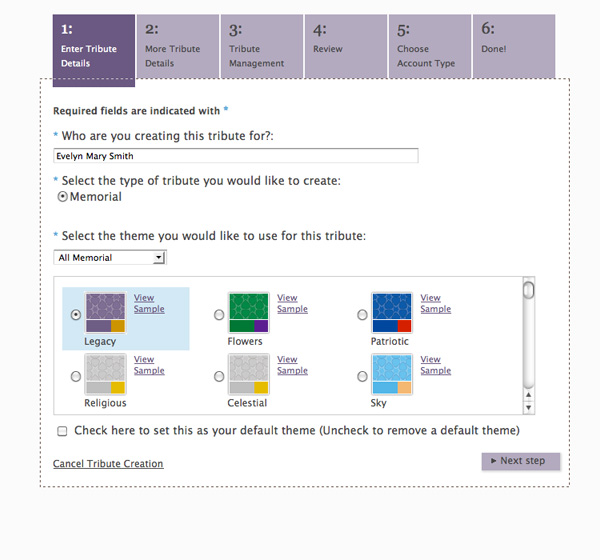 1: 2: 3: 4: 5: 6:
Enter Tribute More Tribute Tribute Review Choose Done!
Details Details Management Account Type
Required fields are indicated with *
* Who are you creating this tribute for?:
Evelyn Mary Smith
* Select the type of tribute you would like to create:
Memorial
* Select the theme you would like to use for this tribute:
All Memorial
View View View
Sample Sample Sample
Legacy Flowers Patriotic
View View View
Sample Sample Sample
Religious Celestial Sky
Check here to set this as your default theme (Uncheck to remove a default theme)
Cancel Tribute Creation Next step